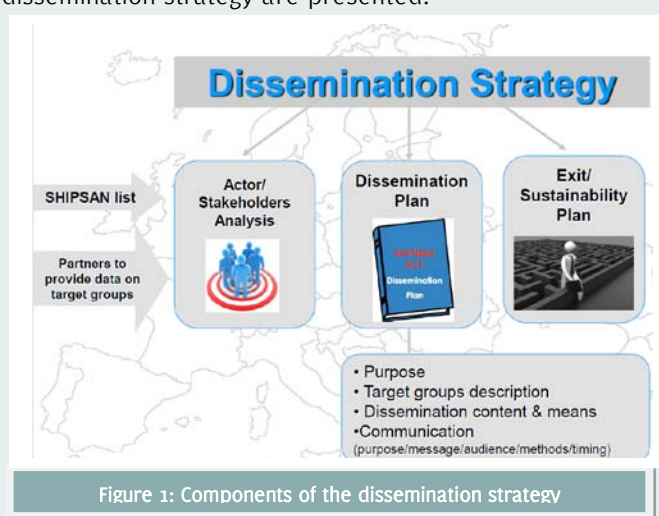 dissemination strategy are presented.
Dissemination Strategy
SHIPSAN list
Partners to
provide data on
target groups
Actor/
Stakeholders
Analysis
Dissemination
Plan
SHIPSAN
ACT
Dissemination
Plan
Exit/
Sustainability
Plan
• Purpose
• Target groups description
• Dissemination content & means
•Communication
(purpose/message/audience/methods/timing)
Figure 1: Components of the dissemination strategy